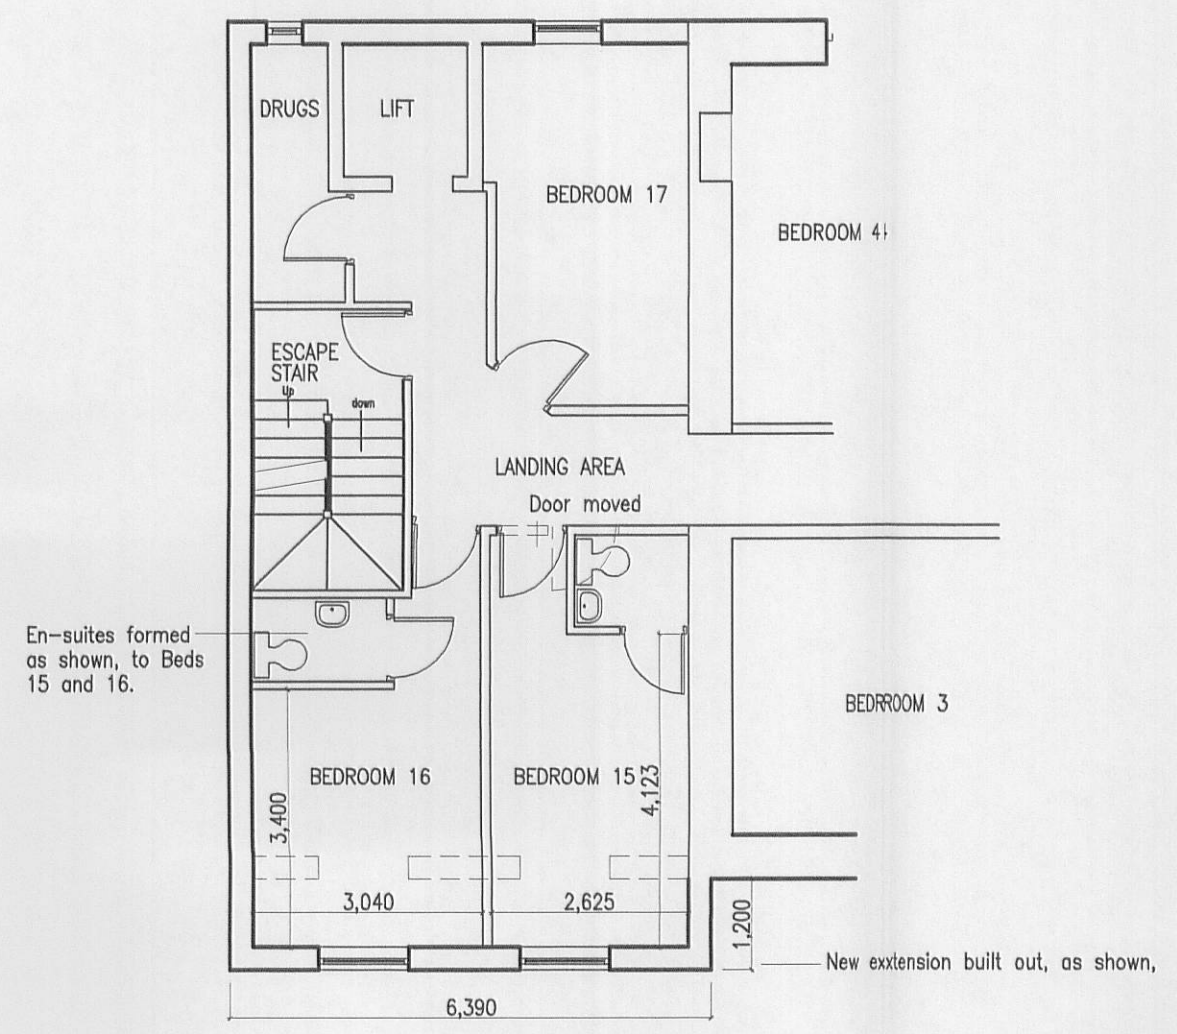 DRUGS
LIFT
BEDROOM 17
BEDROOM 4
ESCAPE
STAIR
Up
down
LANDING AREA
Door moved
En-suites formed
as shown, to Beds
15 and 16.
BEDRROOM 3
BEDROOM 16
BEDROOM 15
4,123
3,400
3,040
2,625
1,200
New exxtension built out, as shown,
6,390